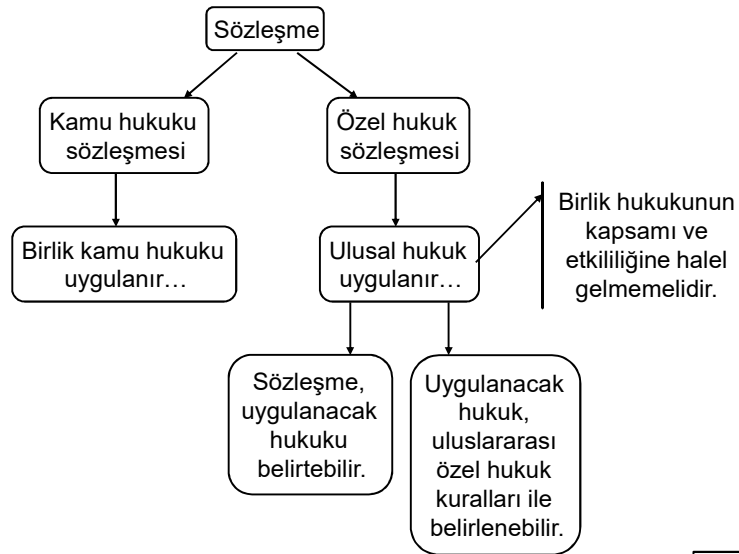 Sözleşme
Kamu hukuku
sözleşmesi
Özel hukuk
sözleşmesi
Birlik kamu hukuku
uygulanır…
Ulusal hukuk
uygulanır…
Birlik hukukunun
kapsamı ve
etkililiğine halel
gelmemelidir.
Sözleşme,
uygulanacak
hukuku
belirtebilir.
Uygulanacak
hukuk,
uluslararası
özel hukuk
kuralları ile
belirlenebilir.